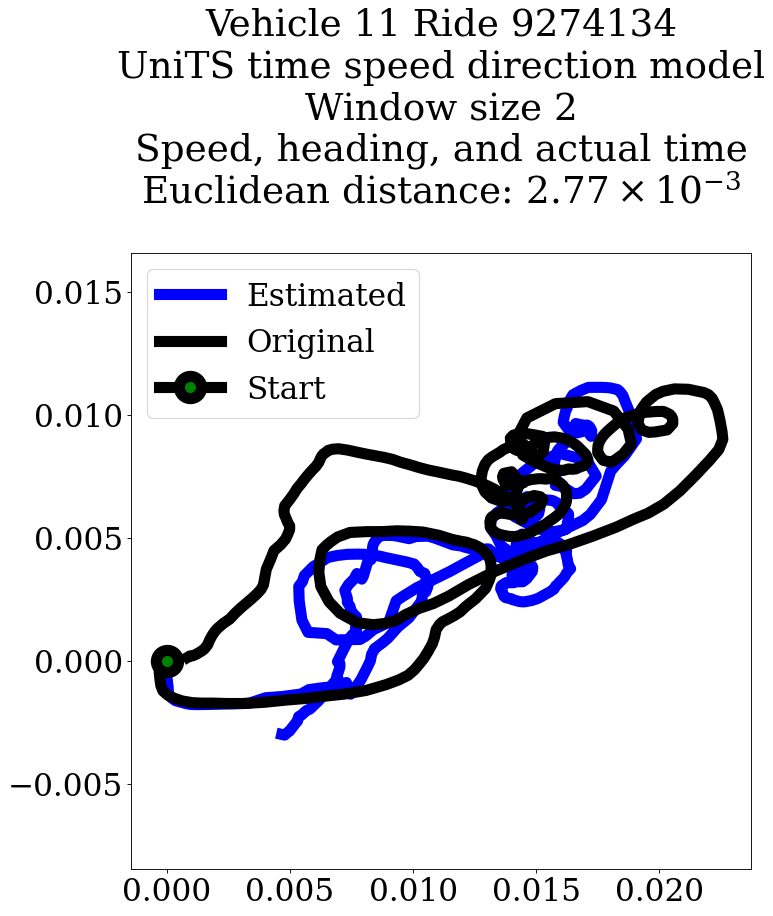 Vehicle 11 Ride 9274134
UniTS time speed direction model
Window size 2
Speed, heading, and actual time
Euclidean distance: 2.77 × 10⁻³
Estimated
Original
Start
0.015
0.010
0.005
0.000
−0.005
0.000 0.005 0.010 0.015 0.020